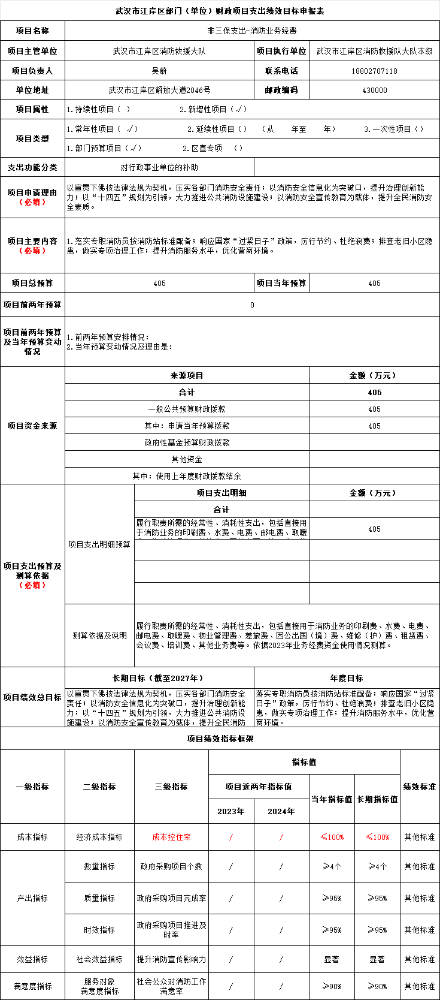 武汉市江岸区部门（单位）财政项目支出绩效目标申报表
项目名称 非三保支出-消防业务经费
项目主管单位 武汉市江岸区消防救援大队 项目执行单位 武汉市江岸区消防救援队大队本级
项目负责人 吴蔚 联系电话 18802707118
单位地址 武汉市江岸区解放大道2046号 邮政编码 430000
项目属性 1.持续性项目（ ） 2.新增性项目（√）
项目类型 1.常年性项目（ √） 2.延续性项目（） （从 年至 年） 3.一次性项目（）
1.部门预算项目（√） 2.区直专项 （）
支出功能分类 对行政事业单位的补助
项目申请理由
（必填）
以宣贯下佛按法律法规为契机，压实各部门消防安全责任；以消防安全信息化为突破口，提升治理创新能
力；以“十四五”规划为引领，大力推进公共消防设施建设；以消防安全宣传教育为载体，提升全民消防安
全素质。
项目主要内容
（必填）
1.落实专职消防员按消防站标准配备；响应国家“过紧日子”政策，厉行节约、杜绝浪费；排查老旧小区隐
患，做实专项治理工作；提升消防服务水平，优化营商环境。
项目总预算 405 项目当年预算 405
项目前两年预算 0
项目前两年预算
及当年预算变动
情况
1.前两年预算安排情况：
2.当年预算变动情况及理由是：
项目资金来源
来源项目 金额（万元）
合计 405
一般公共预算财政拨款 405
其中：申请当年预算拨款 405
政府性基金预算财政拨款
其他资金
其中：使用上年度财政拨款结余
项目支出预算及
测算依据
（必填）
项目支出明细预算
项目支出明细 金额（万元）
合计
履行职责所需的经常性、消耗性支出，包括直接用
于消防业务的印刷费、水费、电费、邮电费、取暖
405
测算依据及说明
履行职责所需的经常性、消耗性支出，包括直接用于消防业务的印刷费、水费、电费、
邮电费、取暖费、物业管理费、差旅费、因公出国（境）费、维修（护）费、租赁费、
会议费、培训费、其他业务费等。依据2023年业务经费资金使用情况测算。
项目绩效总目标
长期目标（截至2027年） 年度目标
以宣贯下佛按法律法规为契机，压实各部门消防安全
责任；以消防安全信息化为突破口，提升治理创新能
力；以“十四五”规划为引领，大力推进公共消防设
施建设；以消防安全宣传教育为载体，提升全民消防
落实专职消防员按消防站标准配备；响应国家“过紧
日子”政策，厉行节约、杜绝浪费；排查老旧小区隐
患，做实专项治理工作；提升消防服务水平，优化营
商环境。
项目绩效指标框架
一级指标 二级指标 三级指标 指标值 绩效标准
项目近两年指标值 当年指标值 长期指标值
2023年 2024年
成本指标 经济成本指标 成本控住率 / / ≤100% ≤100% 其他标准
产出指标 数量指标 政府采购项目个数 / / ≥4个 ≥4个 其他标准
质量指标 政府采购项目完成率 / / ≥95% ≥95% 其他标准
时效指标 政府采购项目推进及
时率 / / ≥95% ≥95% 其他标准
效益指标 社会效益指标 提升消防宣传影响力 / / 显著 显著 其他标准
满意度指标 服务对象
满意度指标 社会公众对消防工作
满意率 / / ≥90% ≥90% 其他标准